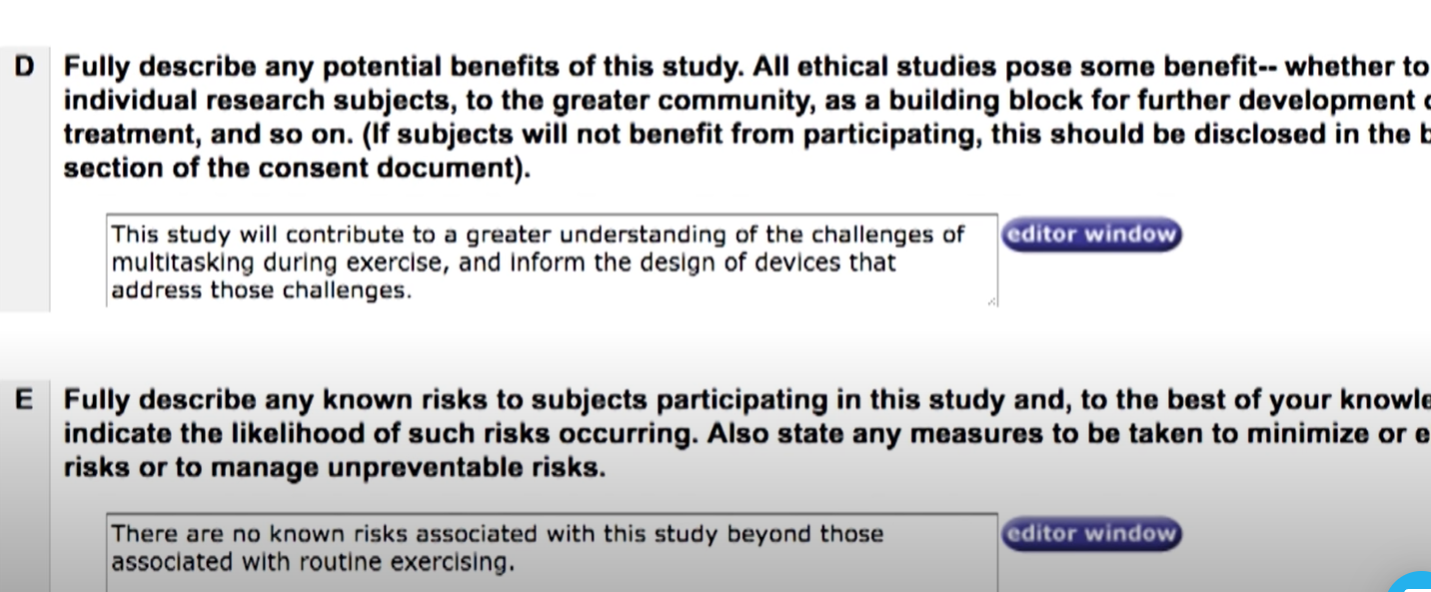 D Fully describe any potential benefits of this study. All ethical studies pose some benefit-- whether to
individual research subjects, to the greater community, as a building block for further development
treatment, and so on. (If subjects will not benefit from participating, this should be disclosed in the
section of the consent document).
This study will contribute to a greater understanding of the challenges of
multitasking during exercise, and inform the design of devices that
address those challenges.
editor window
E Fully describe any known risks to subjects participating in this study and, to the best of your
indicate the likelihood of such risks occurring. Also state any measures to be taken to minimize or
risks or to manage unpreventable risks.
There are no known risks associated with this study beyond those
associated with routine exercising.
editor window